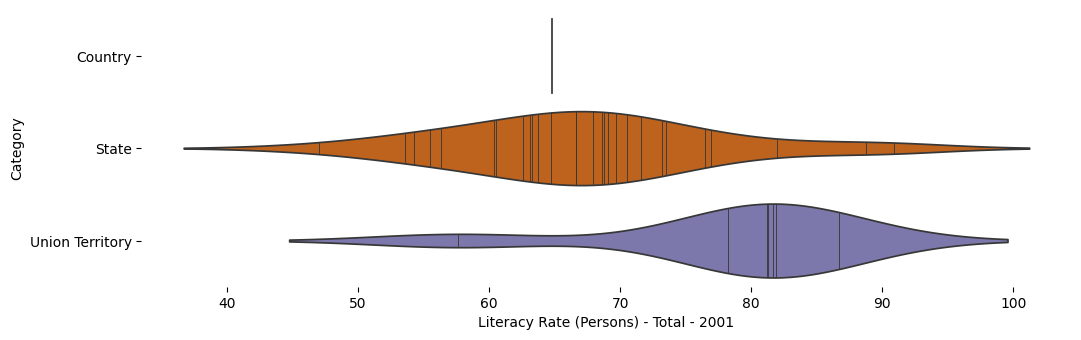 Country
State
Union Territory
Category
40 50 60 70 80 90 100
Literacy Rate (Persons) - Total - 2001